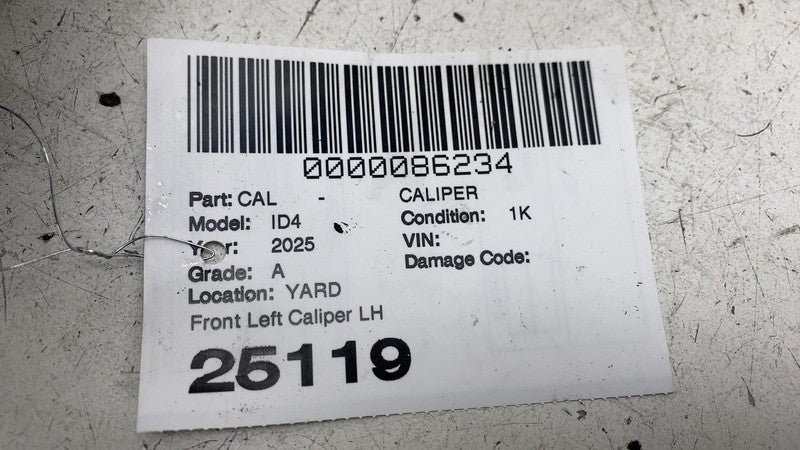 0000086234
Part: CAL - CALIPER
Model: ID4 Condition: 1K
Year: 2025 VIN:
Grade: A Damage Code:
Location: YARD
Front Left Caliper LH
25119